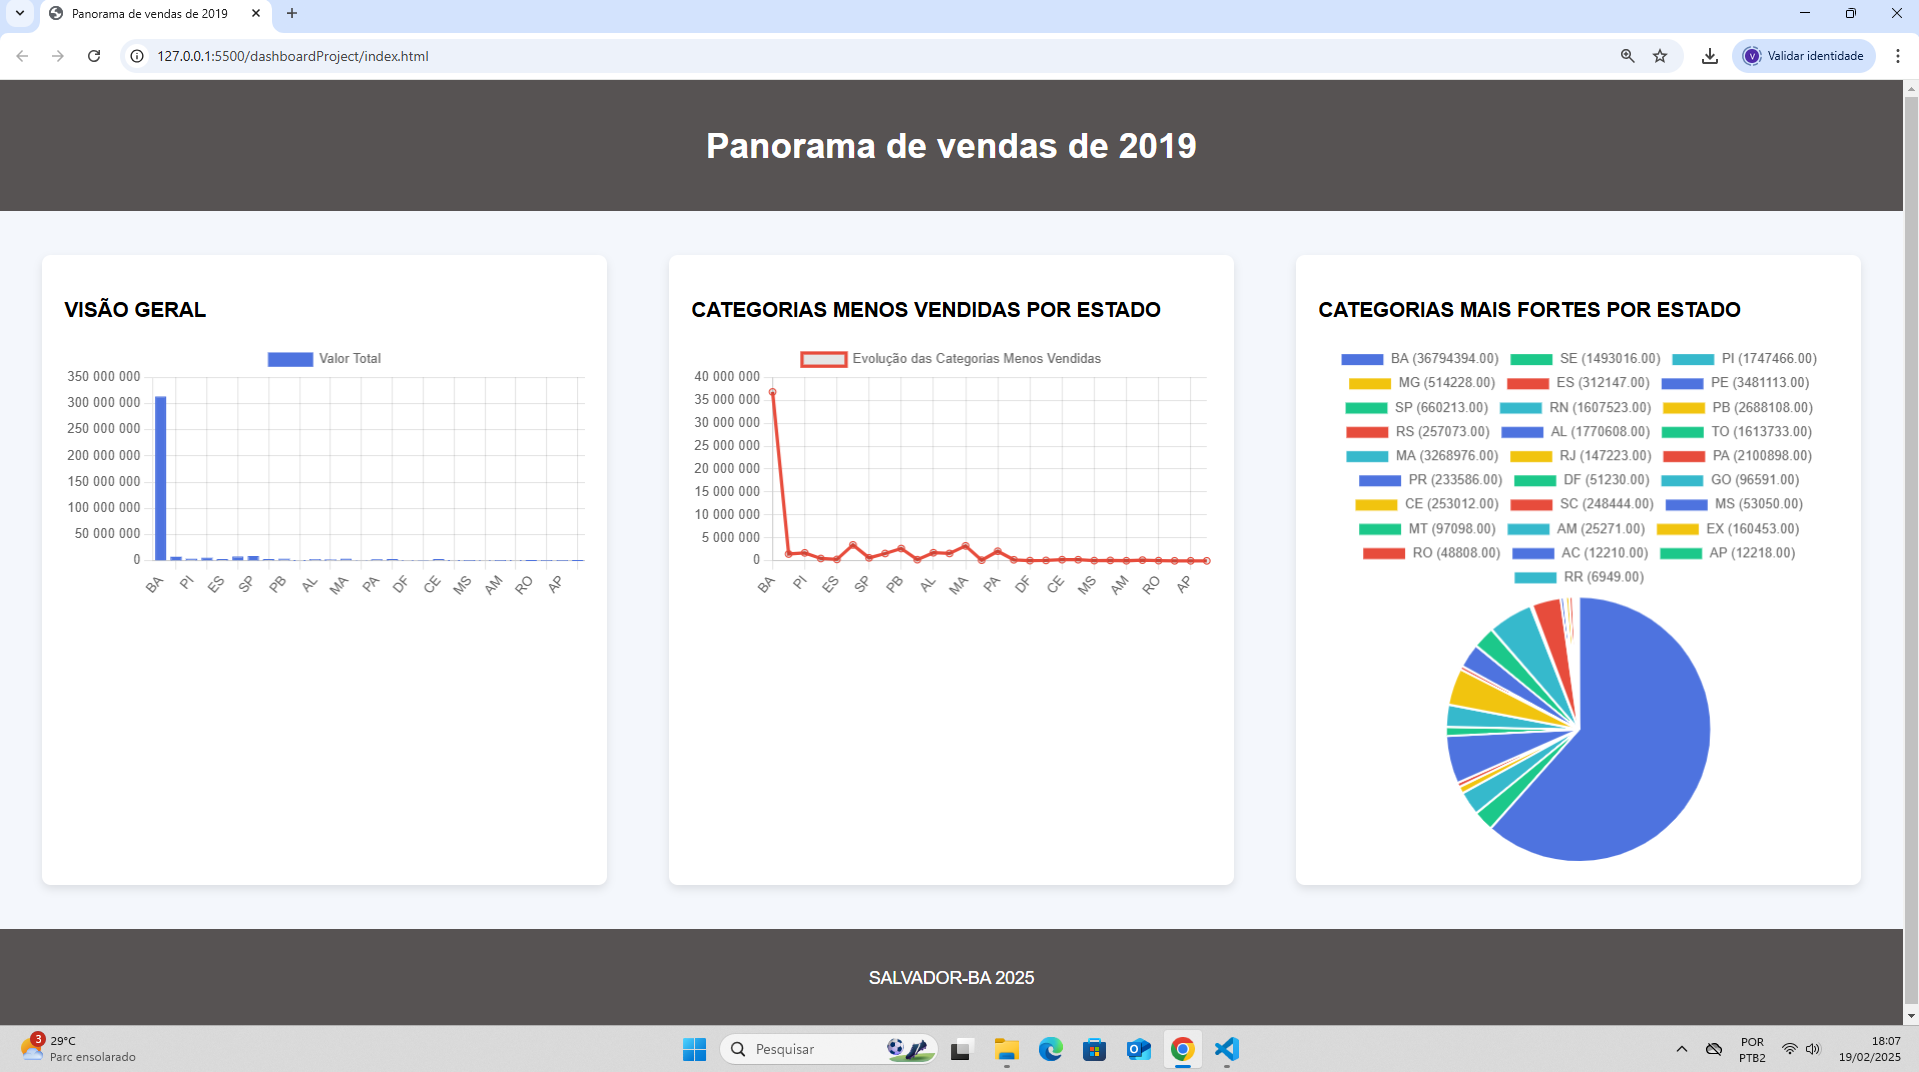 Panorama de vendas de 2019
127.0.0.1:5500/dashboardProject/index.html
V
Validar identidade
Panorama de vendas de 2019
VISÃO GERAL
Valor Total
350 000 000
300 000 000
250 000 000
200 000 000
150 000 000
100 000 000
50 000 000
0
BA PI ES SP PB AL MA PA DF CE MS AM RO AP
CATEGORIAS MENOS VENDIDAS POR ESTADO
Evolução das Categorias Menos Vendidas
40 000 000
35 000 000
30 000 000
25 000 000
20 000 000
15 000 000
10 000 000
5 000 000
0
BA PI ES SP PB AL MA PA DF CE MS AM RO AP
CATEGORIAS MAIS FORTES POR ESTADO
BA (36794394.00) SE (1493016.00) PI (1747466.00)
MG (514228.00) ES (312147.00) PE (3481113.00)
SP (660213.00) RN (1607523.00) PB (2688108.00)
RS (257073.00) AL (1770608.00) TO (1613733.00)
MA (3268976.00) RJ (147223.00) PA (2100898.00)
PR (233586.00) DF (51230.00) GO (96591.00)
CE (253012.00) SC (248444.00) MS (53050.00)
MT (97098.00) AM (25271.00) EX (160453.00)
RO (48808.00) AC (12210.00) AP (12218.00)
RR (6949.00)
SALVADOR-BA 2025
3
29°C
Parc ensolarado
Pesquisar
POR
PTB2
18:07
19/02/2025